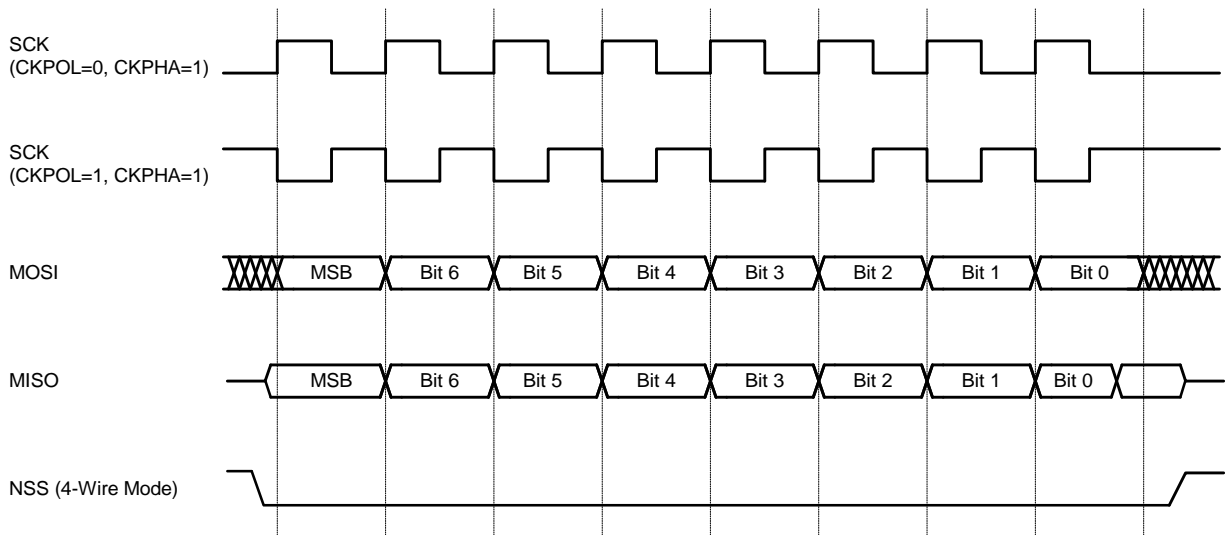 SCK
(CKPOL=0, CKPHA=1)
SCK
(CKPOL=1, CKPHA=1)
MOSI
MSB
Bit 6
Bit 5
Bit 4
Bit 3
Bit 2
Bit 1
Bit 0
MISO
MSB
Bit 6
Bit 5
Bit 4
Bit 3
Bit 2
Bit 1
Bit 0
NSS (4-Wire Mode)